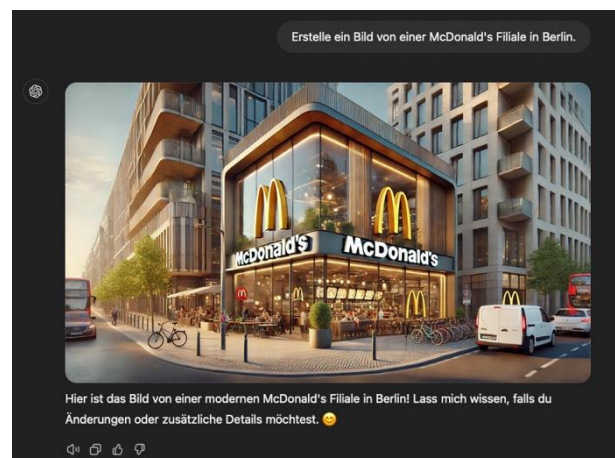 Erstelle ein Bild von einer McDonald's Filiale in Berlin.
McDonald's
McDonald's
Hier ist das Bild von einer modernen McDonald's Filiale in Berlin! Lass mich wissen, falls du
Änderungen oder zusätzliche Details möchtest. 😊